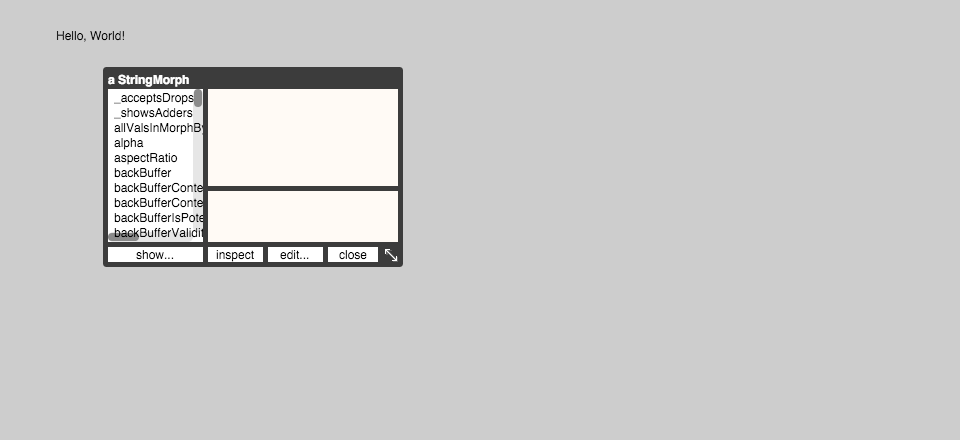 Hello, World!
a StringMorph
_acceptsDrops
_showsAdders
allValsInMorphBy
alpha
aspectRatio
backBuffer
backBufferConte
backBufferConte
backBufferIsPote
backBufferValidit
show...
inspect
edit...
close